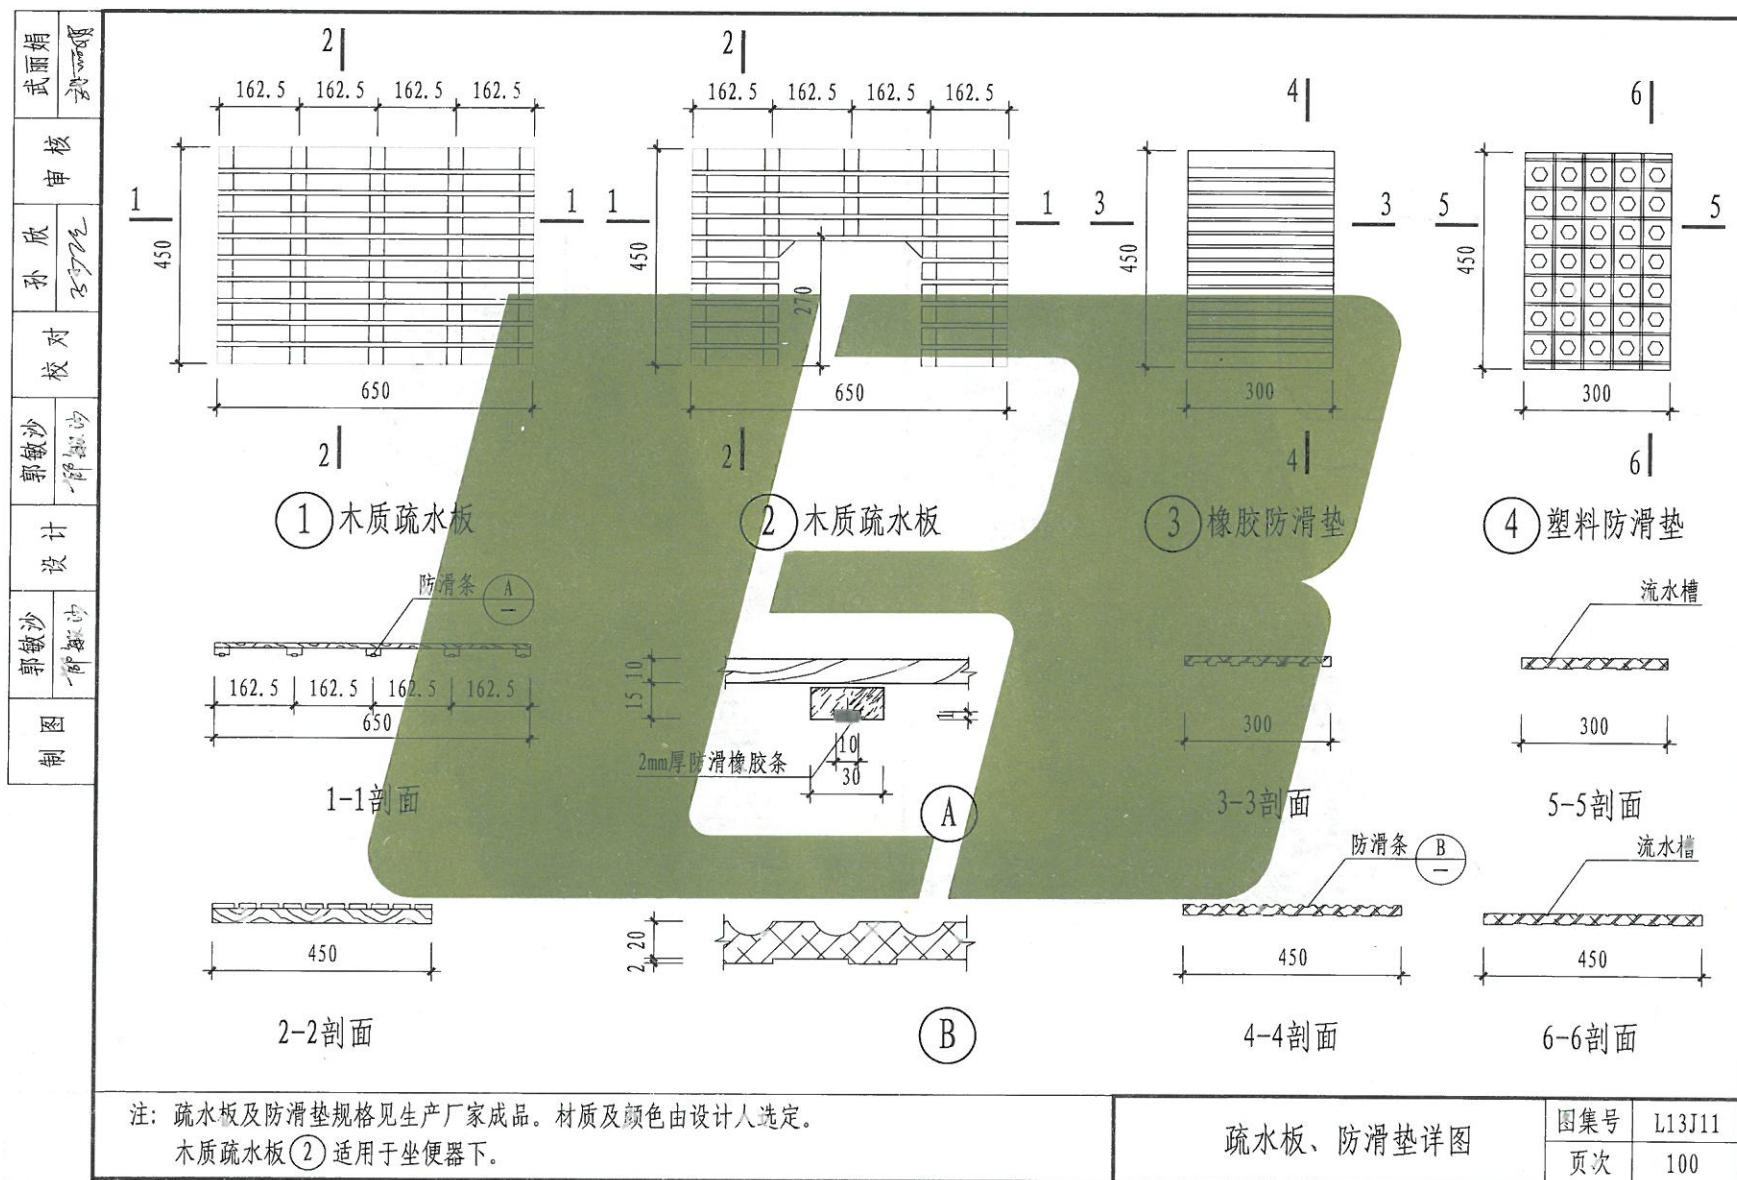 武丽娟
审核
孙欣
校对
郭敏沙
设计
郭敏沙
制图
2 2 4 6
162.5 162.5 162.5 162.5 162.5 162.5 162.5 162.5
1 1 1 1 3 3 5 5
450 450 270 450 450
650 650 300 300
2 2 4 6
1 木质疏水板 2 木质疏水板 3 橡胶防滑垫 4 塑料防滑垫
防滑条 A
162.5 162.5 162.5 162.5
650
1-1剖面
10
15
1
10
30
2mm厚防滑橡胶条
A
300
3-3剖面
流水槽
300
5-5剖面
450
2-2剖面
20
2
B
防滑条 B
450
4-4剖面
流水槽
450
6-6剖面
注: 疏水板及防滑垫规格见生产厂家成品。材质及颜色由设计人选定。
木质疏水板②适用于坐便器下。
疏水板、防滑垫详图
图集号 L13J11
页次 100